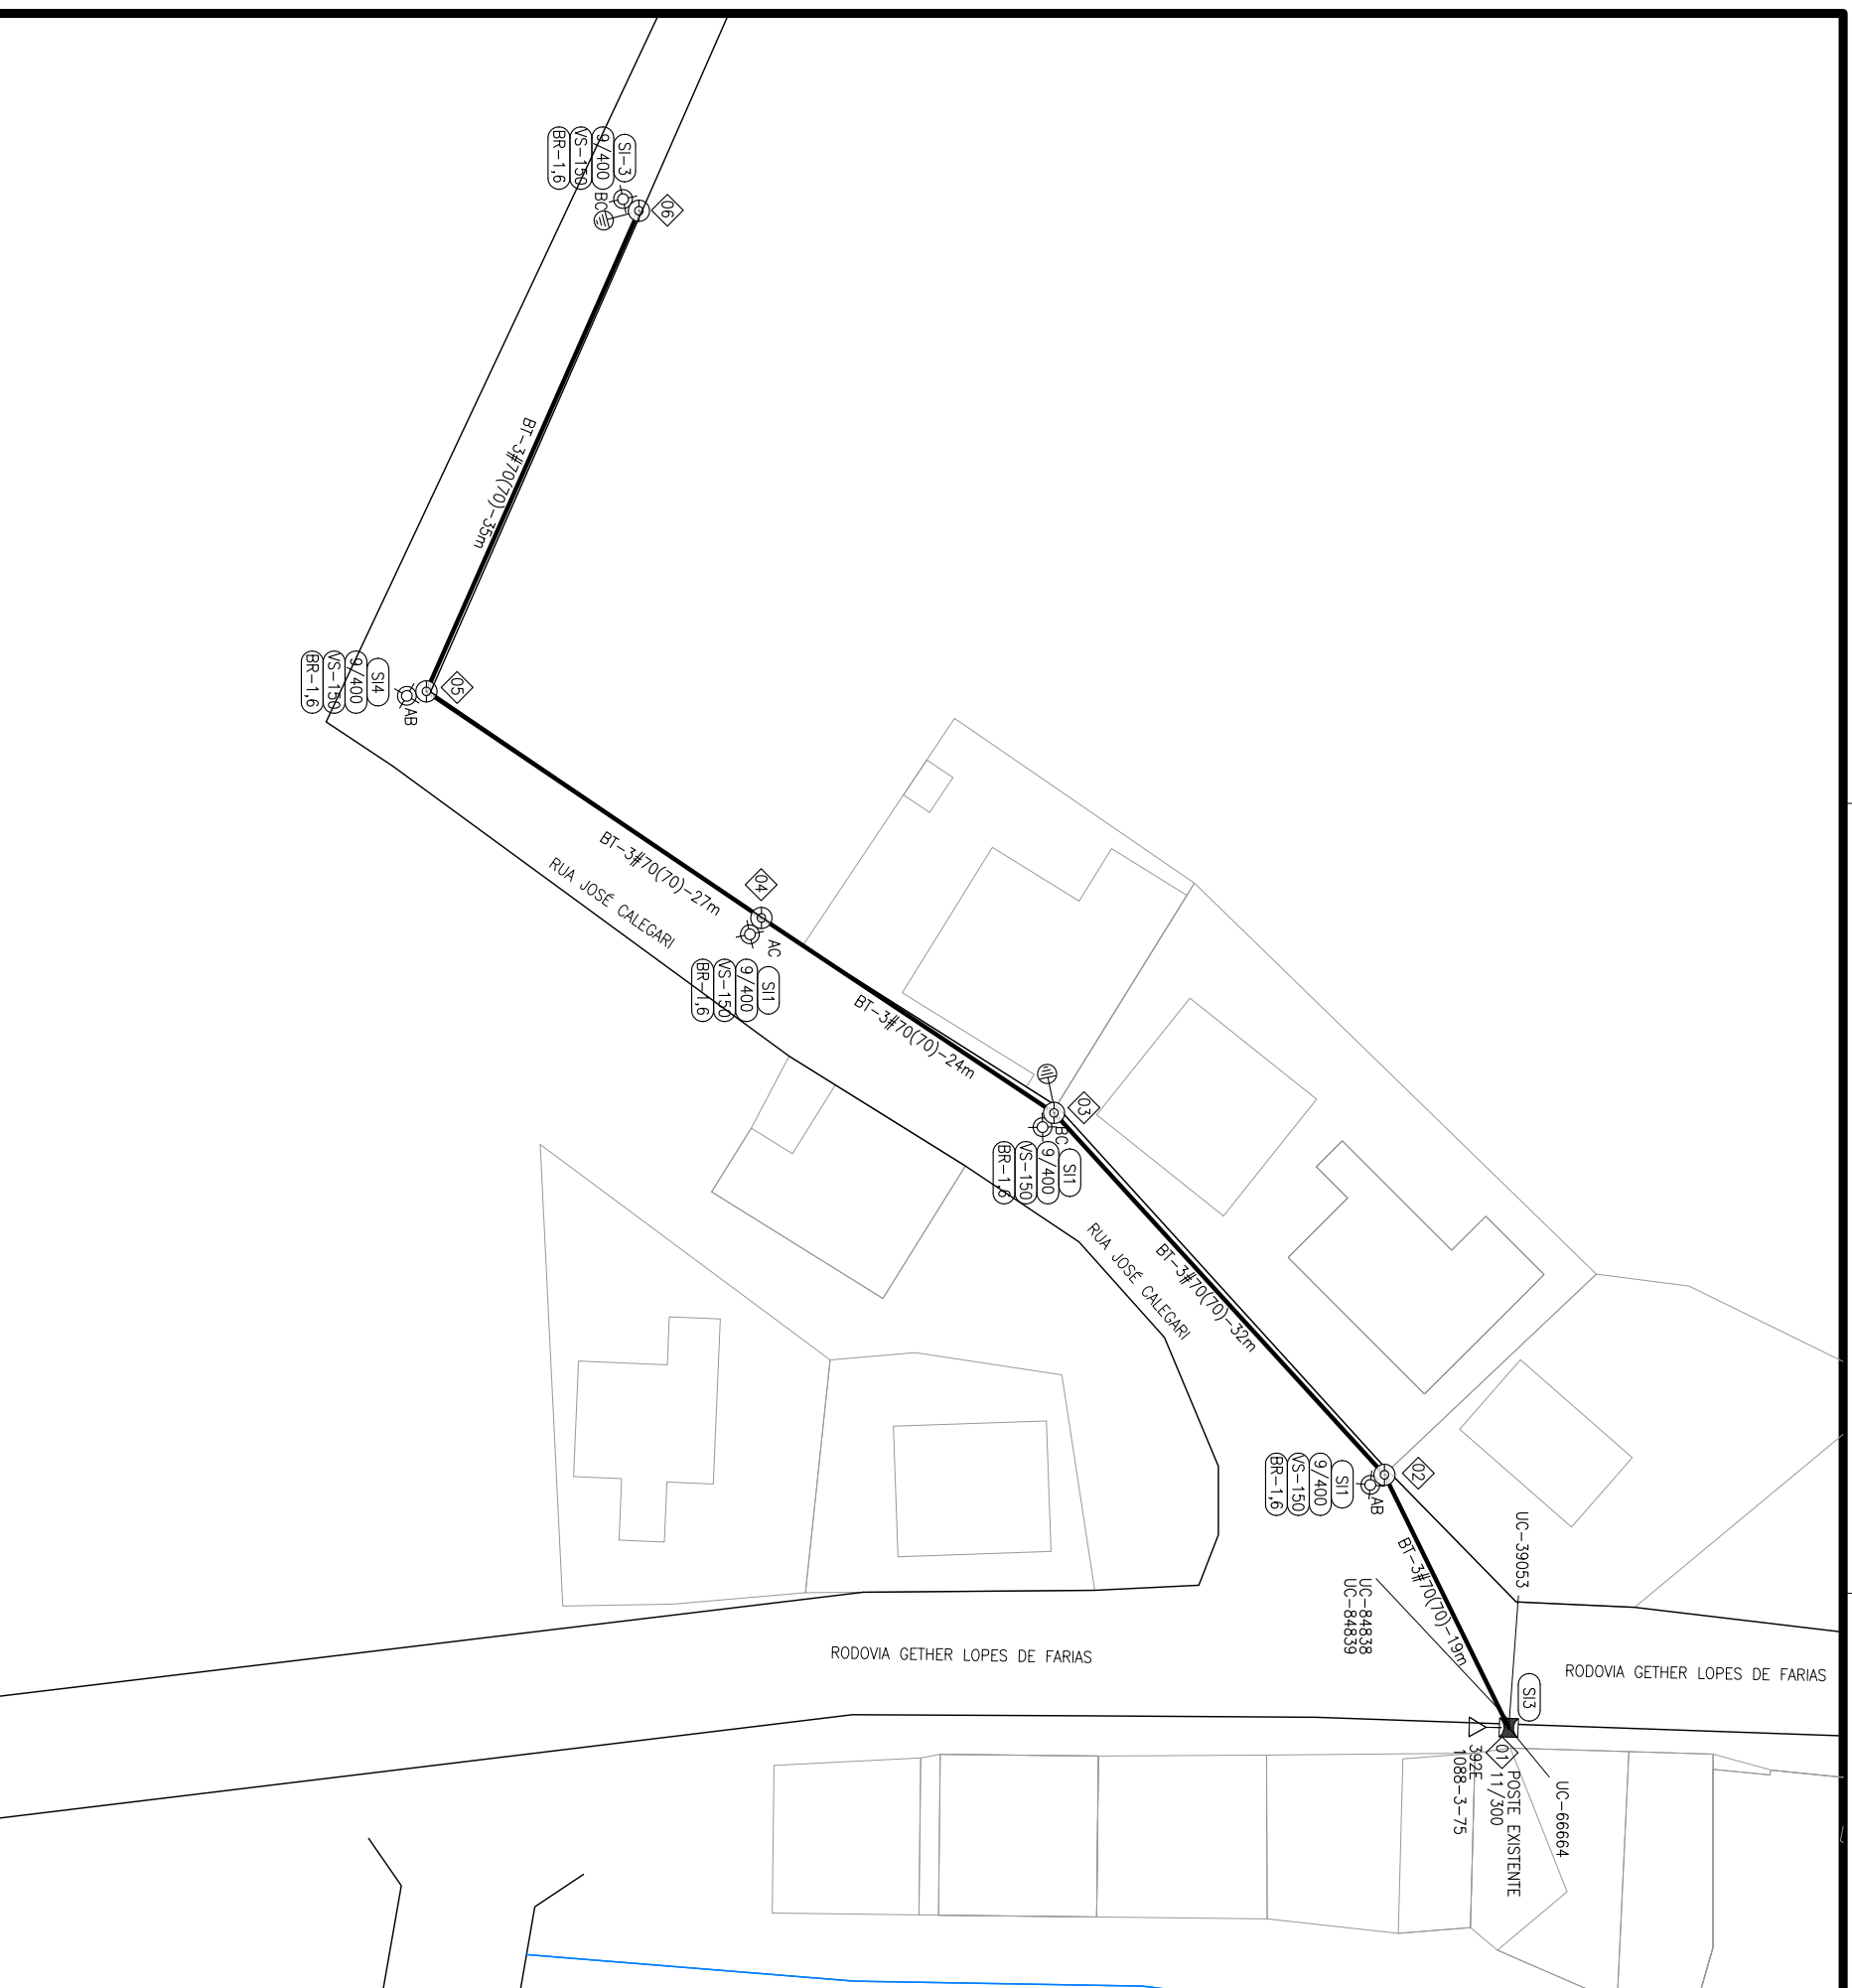 SI-3
9/400
VS-150
BR-1,6
BC
06
BT-3#70(70)-35m
SI4
9/400
VS-150
BR-1,6
AB
05
BT-3#70(70)-27m
RUA JOSÉ CALEGARI
04
AC
SI1
9/400
VS-150
BR-1,6
BT-3#70(70)-24m
03
BC
SI1
9/400
VS-150
BR-1,6
RUA JOSÉ CALEGARI
BT-3#70(70)-32m
02
AB
SI1
9/400
VS-150
BR-1,6
BT-3#70(70)-19m
UC-39053
UC-84838
UC-84839
RODOVIA GETHER LOPES DE FARIAS
RODOVIA GETHER LOPES DE FARIAS
SI3
01
POSTE EXISTENTE
11/300
392E
1088-3-75
UC-66664